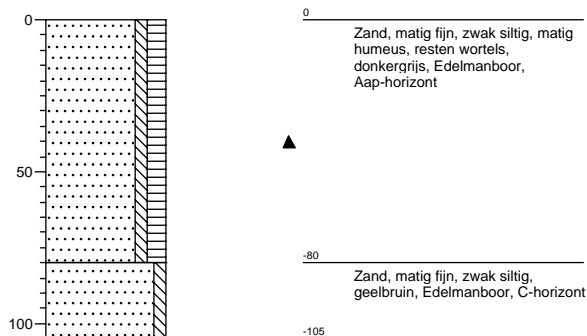 0
50
100
0
Zand, matig fijn, zwak siltig, matig
humeus, resten wortels,
donkergrijs, Edelmanboor,
Aap-horizont
-80
Zand, matig fijn, zwak siltig,
geelbruin, Edelmanboor, C-horizont
-105